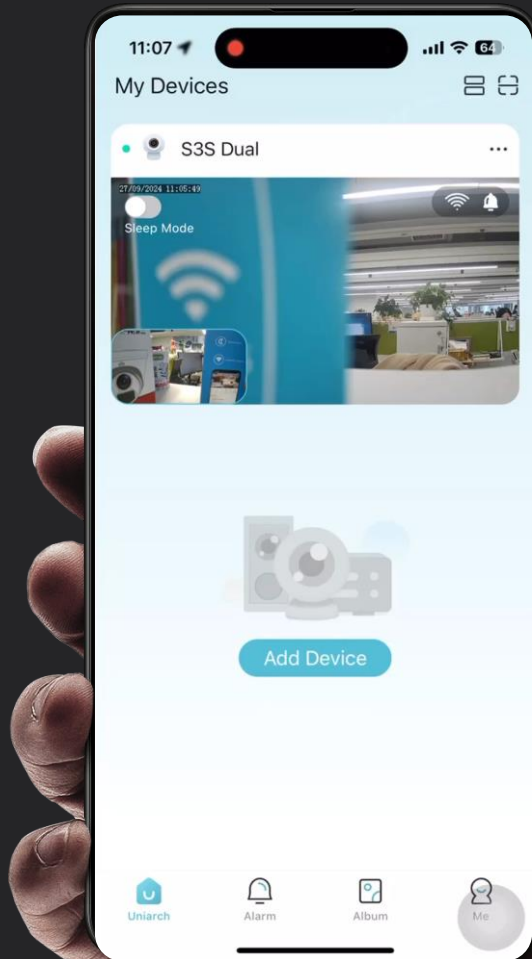 11:07
64
My Devices
S3S Dual
27/09/2024 11:05:49
Sleep Mode
Add Device
Uniarch
Alarm
Album
Me